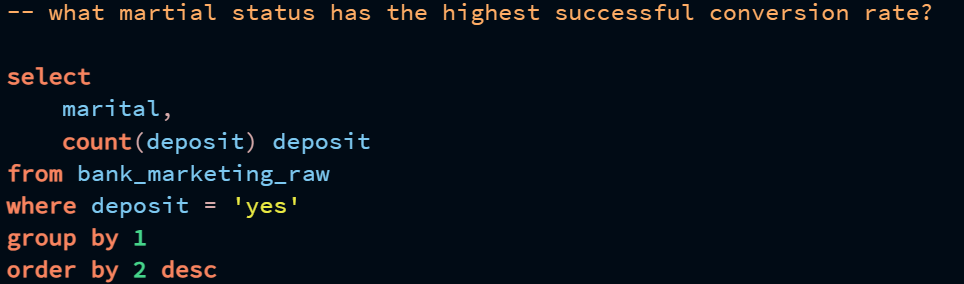 -- what martial status has the highest successful conversion rate?
select
marital,
count(deposit) deposit
from bank_marketing_raw
where deposit = 'yes'
group by 1
order by 2 desc